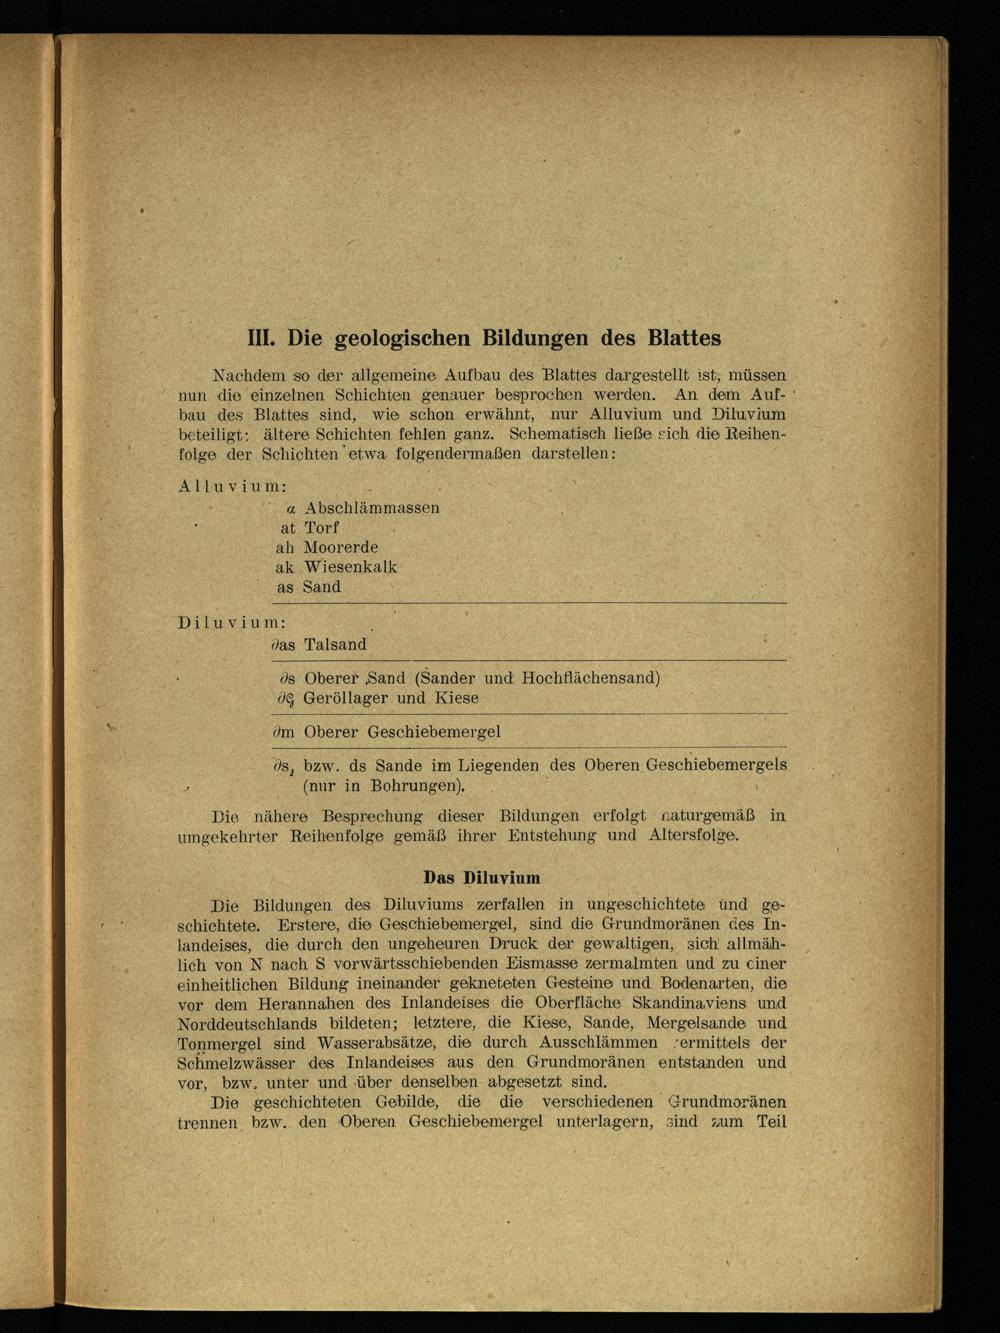 III. Die geologischen Bildungen des Blattes
Nachdem so der allgemeine Aufbau des Blattes dargestellt ist, müssen
nun die einzelnen Schichten genauer besprochen werden. An dem Auf-
bau des Blattes sind, wie schon erwähnt, nur Alluvium und Diluvium
beteiligt; ältere Schichten fehlen ganz. Schematisch ließe sich die Reihen-
folge der Schichten etwa folgendermaßen darstellen:
Alluvium:
α Abschlämmassen
at Torf
ah Moorerde
ak Wiesenkalk
as Sand
Diluvium:
∂as Talsand
∂s Oberer Sand (Sander und Hochflächensand)
∂G Geröllager und Kiese
∂m Oberer Geschiebemergel
∂s, bzw. ds Sande im Liegenden des Oberen Geschiebemergels
(nur in Bohrungen).
Die nähere Besprechung dieser Bildungen erfolgt naturgemäß in
umgekehrter Reihenfolge gemäß ihrer Entstehung und Altersfolge.
Das Diluvium
Die Bildungen des Diluviums zerfallen in ungeschichtete und ge-
schichtete. Erstere, die Geschiebemergel, sind die Grundmoränen des In-
landeises, die durch den ungeheuren Druck der gewaltigen, sich allmäh-
lich von N nach S vorwärtsschiebenden Eismasse zermalmten und zu einer
einheitlichen Bildung ineinander gekneteten Gesteine und Bodenarten, die
vor dem Herannahen des Inlandeises die Oberfläche Skandinaviens und
Norddeutschlands bildeten; letztere, die Kiese, Sande, Mergelsande und
Tonmergel sind Wasserabsätze, die durch Ausschlämmen vermittels der
Schmelzwässer des Inlandeises aus den Grundmoränen entstanden und
vor, bzw. unter und über denselben abgesetzt sind.
Die geschichteten Gebilde, die die verschiedenen Grundmoränen
trennen bzw. den Oberen Geschiebemergel unterlagern, sind zum Teil